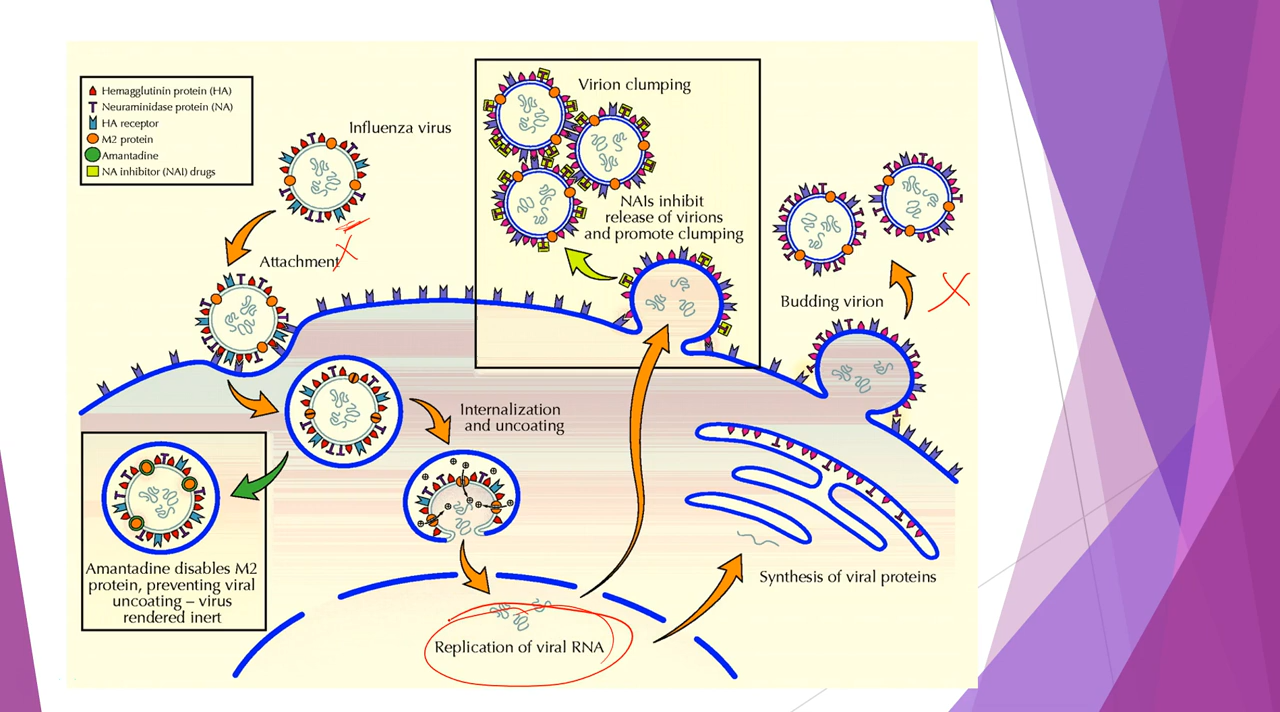 Hemagglutinin protein (HA)
Neuraminidase protein (NA)
HA receptor
M2 protein
Amantadine
NA inhibitor (NAI) drugs
Influenza virus
Attachment
Virion clumping
NAIs inhibit
release of virions
and promote clumping
Budding virion
Internalization
and uncoating
Amantadine disables M2
protein, preventing viral
uncoating – virus
rendered inert
Synthesis of viral proteins
Replication of viral RNA